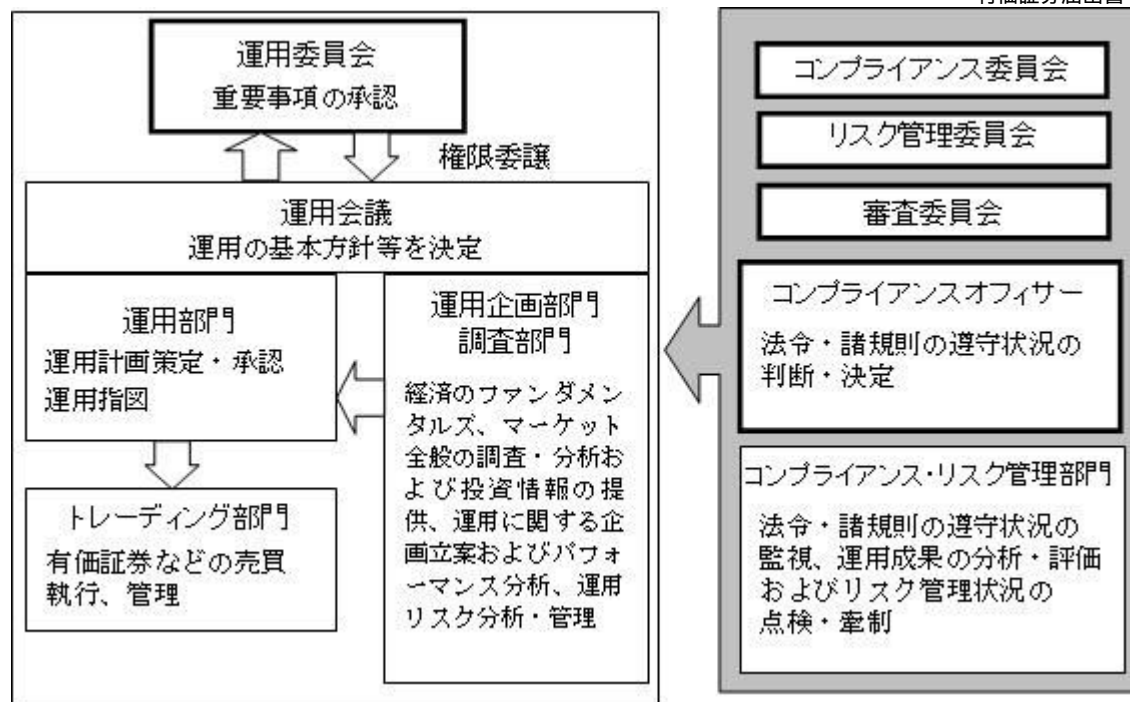 運用委員会
重要事項の承認
権限委譲
運用会議
運用の基本方針等を決定
運用部門
運用計画策定・承認
運用指図
トレーディング部門
有価証券などの売買
執行、管理
運用企画部門
調査部門
経済のファンダメン
タルズ、マーケット
全般の調査・分析お
よび投資情報の提
供、運用に関する企
画立案およびパフォ
ーマンス分析、運用
リスク分析・管理
コンプライアンス委員会
リスク管理委員会
審査委員会
コンプライアンスオフィサー
法令・諸規則の遵守状況の
判断・決定
コンプライアンス・リスク管理部門
法令・諸規則の遵守状況の
監視、運用成果の分析・評価
およびリスク管理状況の
点検・牽制